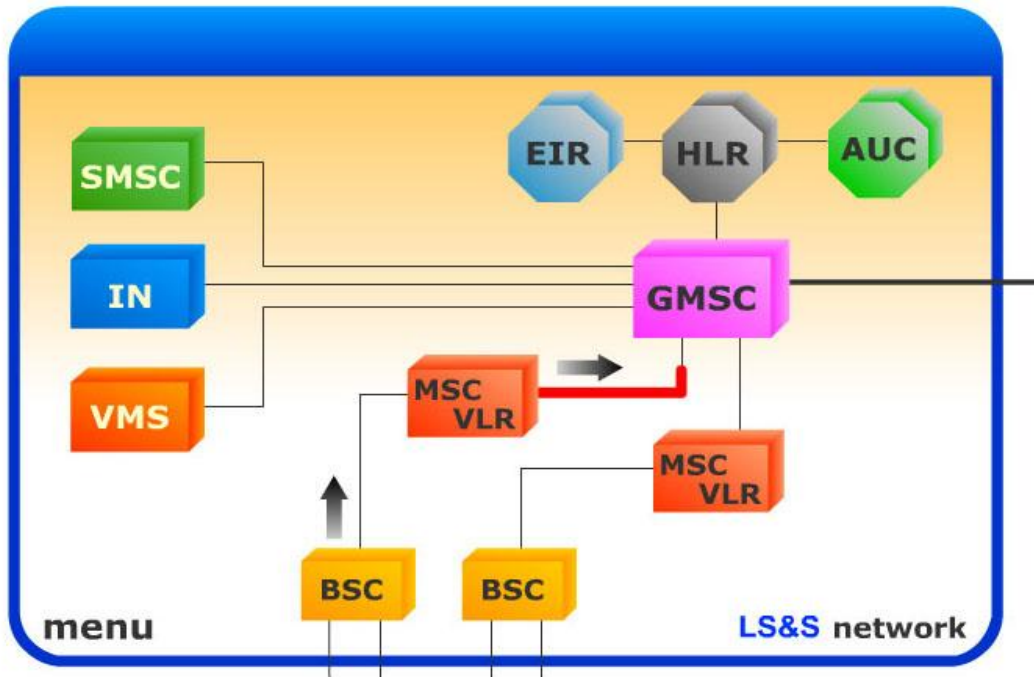 EIR
HLR
AUC
SMSC
IN
GMSC
VMS
MSC
VLR
MSC
VLR
BSC
BSC
menu
LS&S network